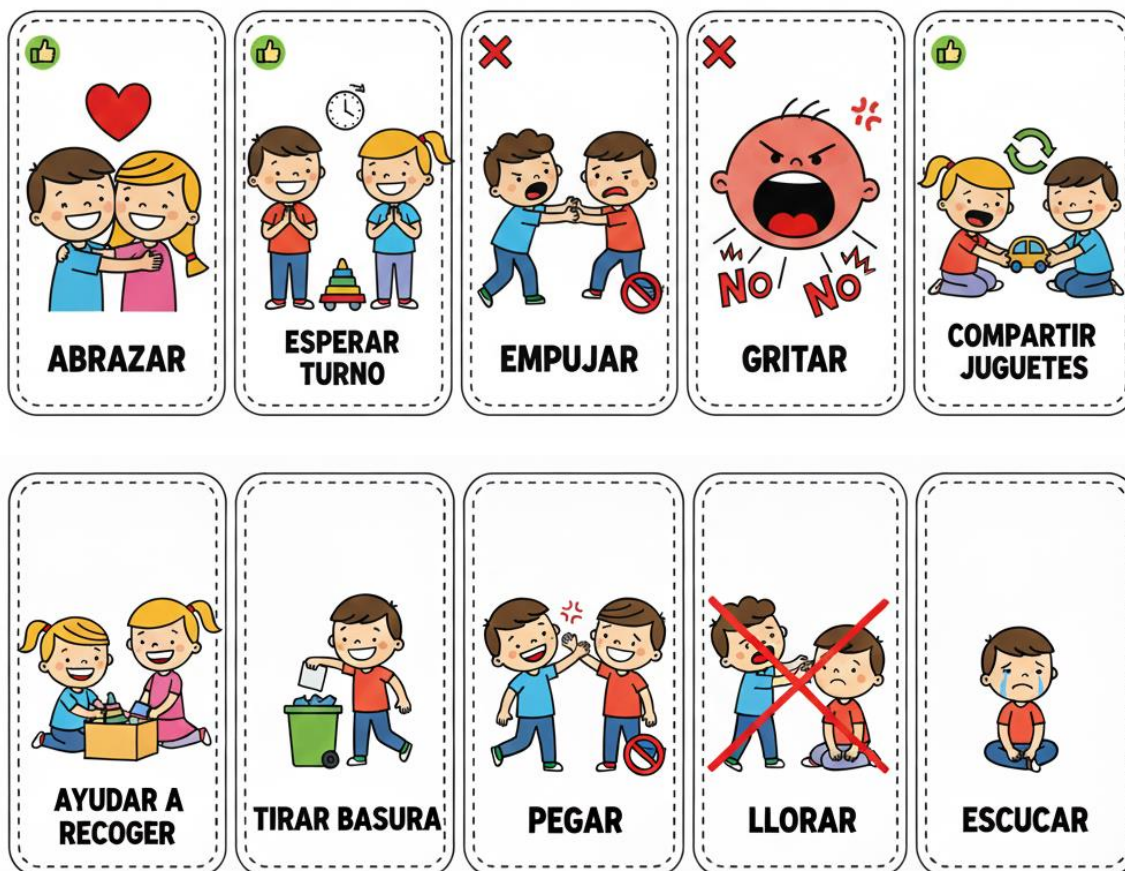 NO NO
ABRAZAR
ESPERAR
TURNO
EMPUJAR
GRITAR
COMPARTIR
JUGUETES
AYUDAR A
RECOGER
TIRAR BASURA
PEGAR
LLORAR
ESCUCAR